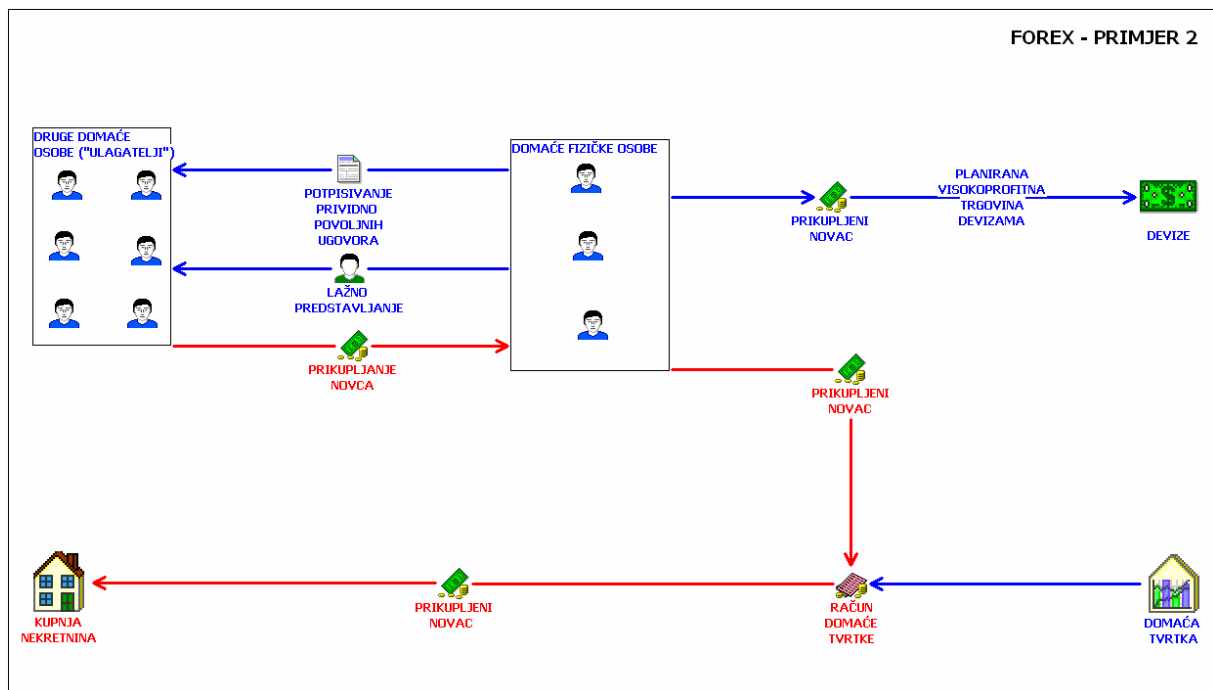 FOREX - PRIMJER 2
DRUGE DOMAĆE
OSOBE ("ULAGATELJI")
DOMAĆE FIZIČKE OSOBE
POTPISIVANJE
PRIVIDNO
POVOLJNIH
UGOVORA
PRIKUPLJENI
NOVAC
PLANIRANA
VISOKOPROFITNA
TRGOVINA
DEVIZAMA
DEVIZE
LAŽNO
PREDSTAVLJANJE
PRIKUPLJANJE
NOVCA
PRIKUPLJENI
NOVAC
KUPNJA
NEKRETNINA
PRIKUPLJENI
NOVAC
RAČUN
DOMAĆE
TVRTKE
DOMAĆA
TVRTKA